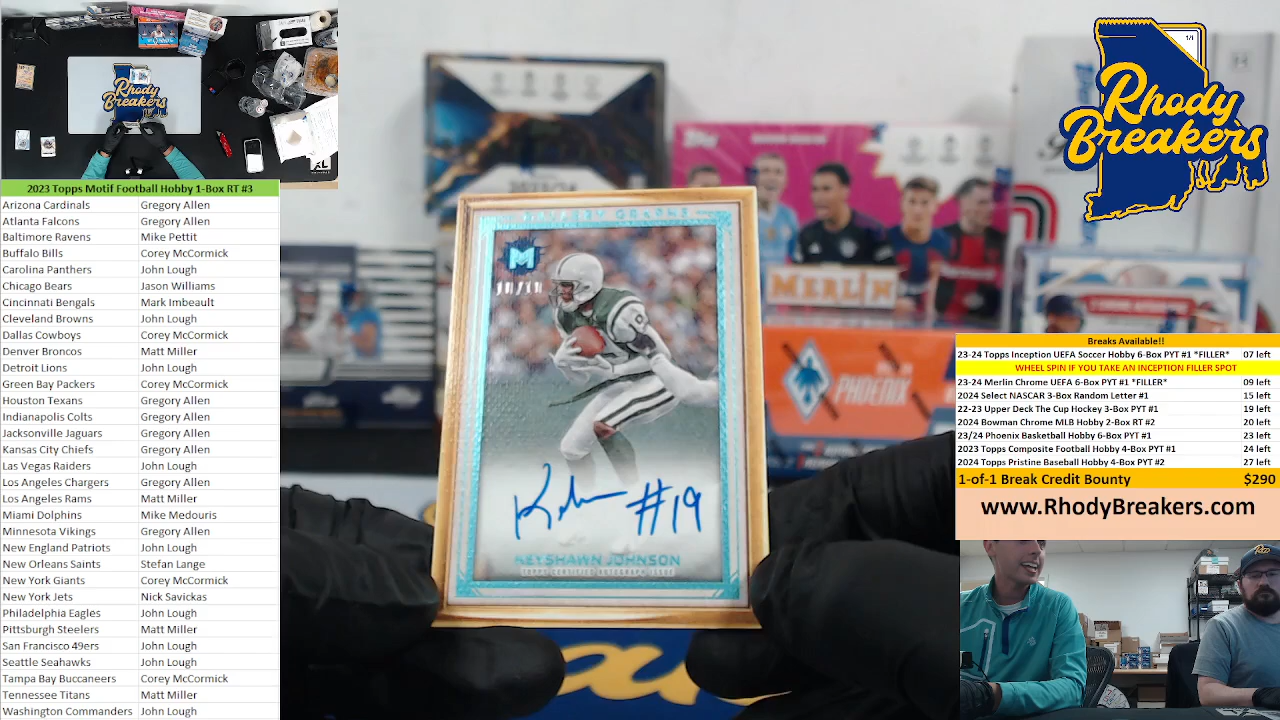 2023 Topps Motif Football Hobby 1-Box RT #3
Arizona Cardinals Gregory Allen
Atlanta Falcons Gregory Allen
Baltimore Ravens Mike Pettit
Buffalo Bills Corey McCormick
Carolina Panthers John Lough
Chicago Bears Jason Williams
Cincinnati Bengals Mark Imbeault
Cleveland Browns John Lough
Dallas Cowboys Corey McCormick
Denver Broncos Matt Miller
Detroit Lions John Lough
Green Bay Packers Corey McCormick
Houston Texans Gregory Allen
Indianapolis Colts Gregory Allen
Jacksonville Jaguars Gregory Allen
Kansas City Chiefs Gregory Allen
Las Vegas Raiders John Lough
Los Angeles Chargers Gregory Allen
Los Angeles Rams Matt Miller
Miami Dolphins Mike Medouris
Minnesota Vikings Gregory Allen
New England Patriots John Lough
New Orleans Saints Stefan Lange
New York Giants Corey McCormick
New York Jets Nick Savickas
Philadelphia Eagles John Lough
Pittsburgh Steelers Matt Miller
San Francisco 49ers John Lough
Seattle Seahawks John Lough
Tampa Bay Buccaneers Corey McCormick
Tennessee Titans Matt Miller
Washington Commanders John Lough
Rhody
Breakers
M
#19
KEYSHAWN JOHNSON
TOPPS CERTIFIED AUTOGRAPH ISSUE
Topps
MERLIN
PHOENIX
1/1
Rhody
Breakers
Breaks Available!!
23-24 Topps Inception UEFA Soccer Hobby 6-Box PYT #1 *FILLER* 07 left
WHEEL SPIN IF YOU TAKE AN INCEPTION FILLER SPOT
23-24 Merlin Chrome UEFA 6-Box PYT #1 *FILLER* 09 left
2024 Select NASCAR 3-Box Random Letter #1 15 left
22-23 Upper Deck The Cup Hockey 3-Box PYT #1 19 left
2024 Bowman Chrome MLB Hobby 2-Box RT #2 20 left
23/24 Phoenix Basketball Hobby 6-Box PYT #1 23 left
2023 Topps Composite Football Hobby 4-Box PYT #1 24 left
2024 Topps Pristine Baseball Hobby 4-Box PYT #2 27 left
1-of-1 Break Credit Bounty $290
www.RhodyBreakers.com